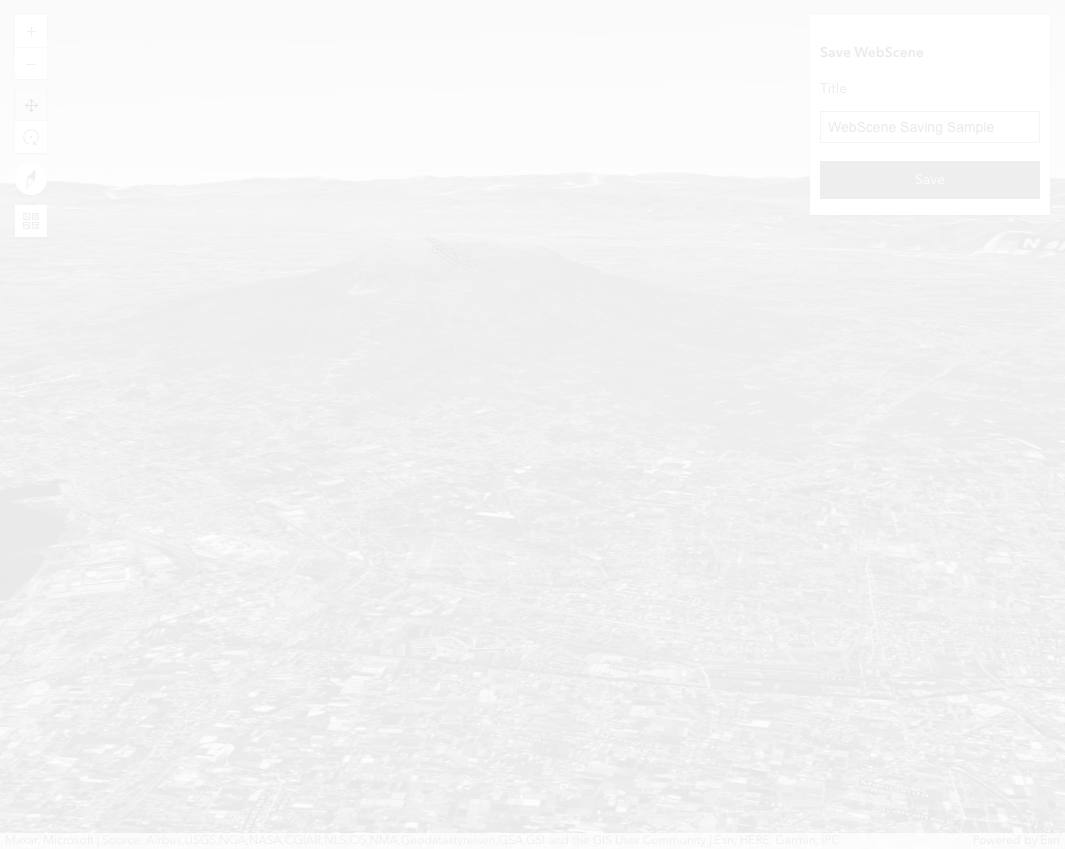 Save WebScene
Title
WebScene Saving Sample
Save
Maxar, Microsoft | Source: Airbus,USGS,NGA,NASA,CGIAR,NLS,OS,NMA,Geodatastyrelsen,GSA,GSI and the GIS User Community | Esri, HERE, Garmin, iPC
Powered by Esri